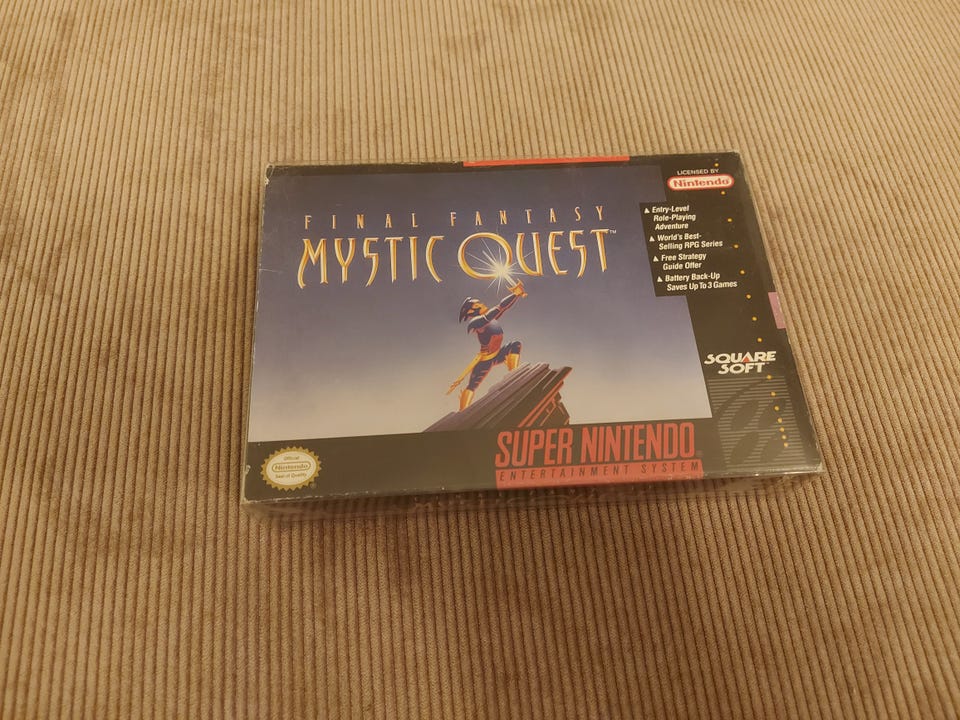 FINAL FANTASY
MYSTIC QUEST™
LICENSED BY
Nintendo
▲ Entry-Level
Role-Playing
Adventure
▲ World's Best-
Selling RPG Series
▲ Free Strategy
Guide Offer
▲ Battery Back-Up
Saves Up To 3 Games
SQUARE
SOFT
SUPER NINTENDO
ENTERTAINMENT SYSTEM
Official
Nintendo
Seal of Quality